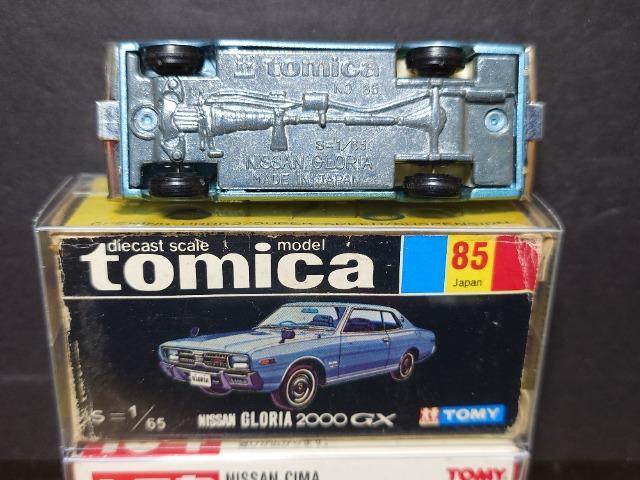 tomica
NO 85
S=1/65
NISSAN GLORIA
MADE IN JAPAN
diecast scale model
tomica
85
Japan
NISSAN GLORIA 2000 GX
S=1/65
TOMY
NISSAN CIMA
TOMY